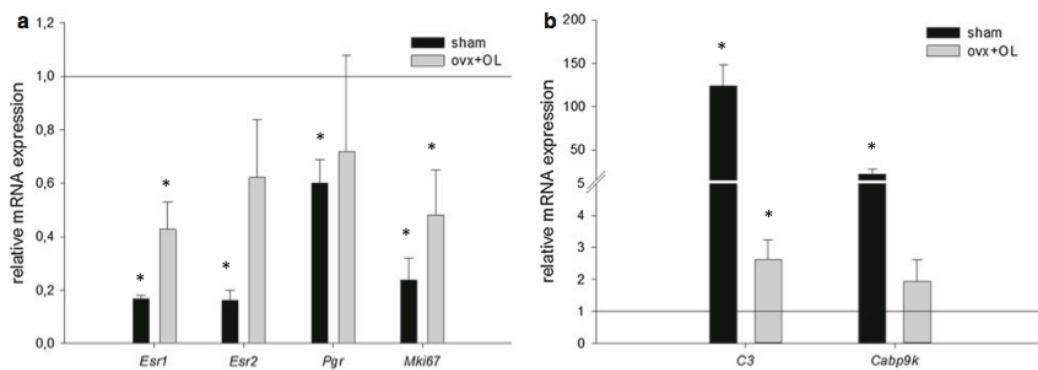 a
1,2
1,0
0,8
0,6
0,4
0,2
0,0
relative mRNA expression
sham
ovx+OL
* * * * * *
Esr1 Esr2 Pgr Mki67
b
200
150
100
50
5
4
3
2
1
0
relative mRNA expression
sham
ovx+OL
* * *
C3 Cabp9k